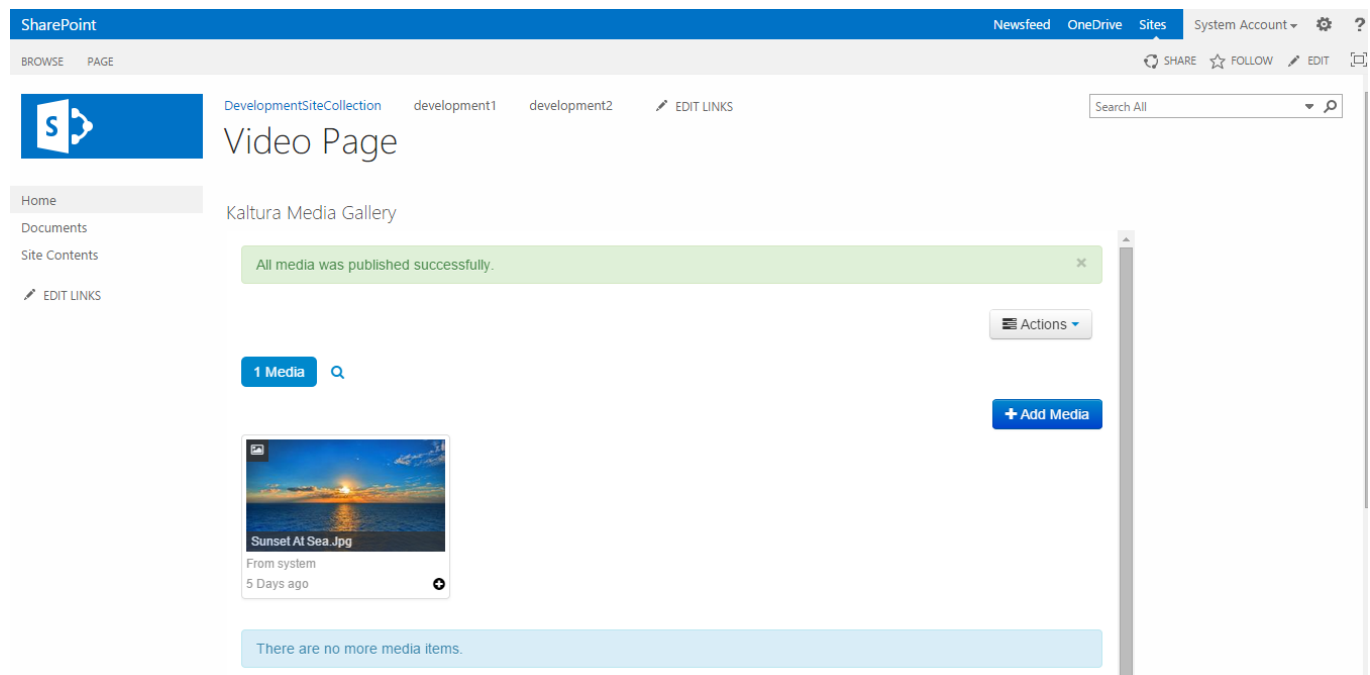 SharePoint
Newsfeed OneDrive Sites System Account ?
BROWSE PAGE
SHARE FOLLOW EDIT
S
DevelopmentSiteCollection development1 development2 EDIT LINKS
Search All
Video Page
Home
Documents
Site Contents
EDIT LINKS
Kaltura Media Gallery
All media was published successfully. ×
Actions
1 Media
+ Add Media
Sunset At Sea.Jpg
From system
5 Days ago
There are no more media items.